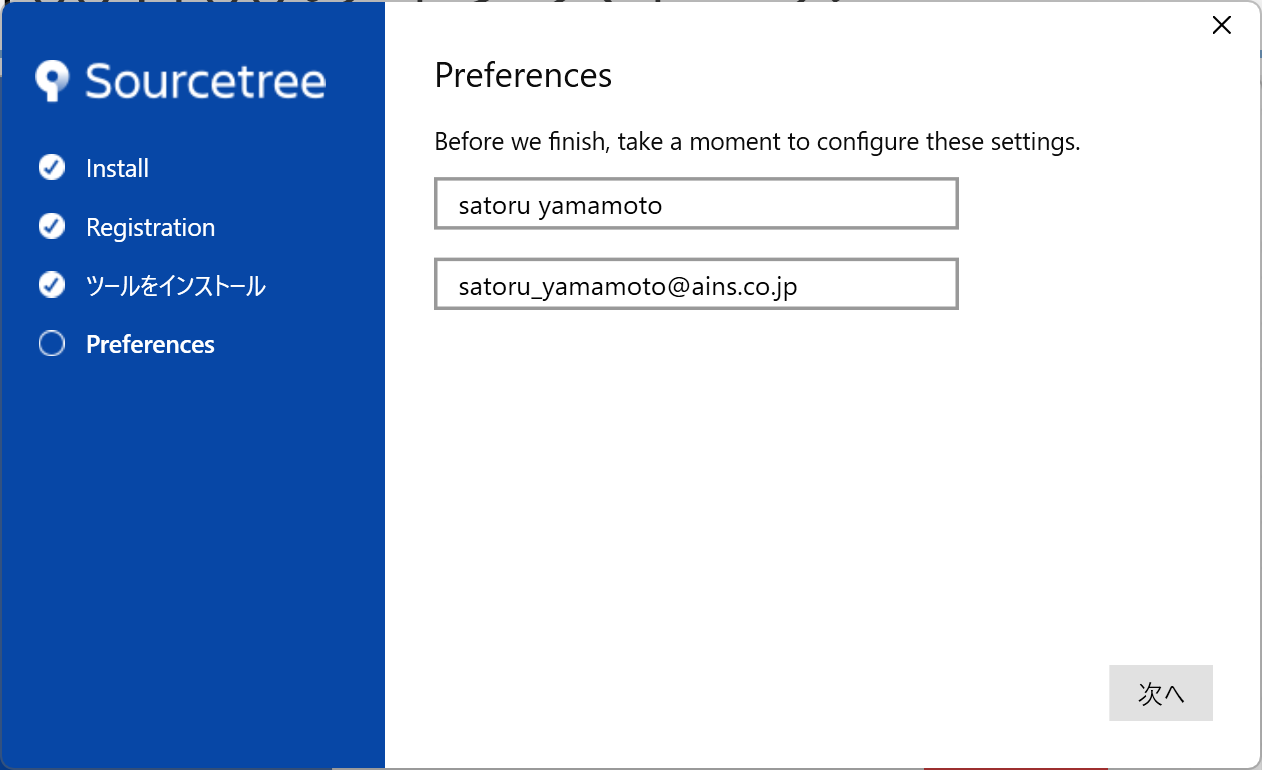 Sourcetree
Install
Registration
ツールをインストール
Preferences
Preferences
Before we finish, take a moment to configure these settings.
satoru yamamoto
satoru_yamamoto@ains.co.jp
次へ